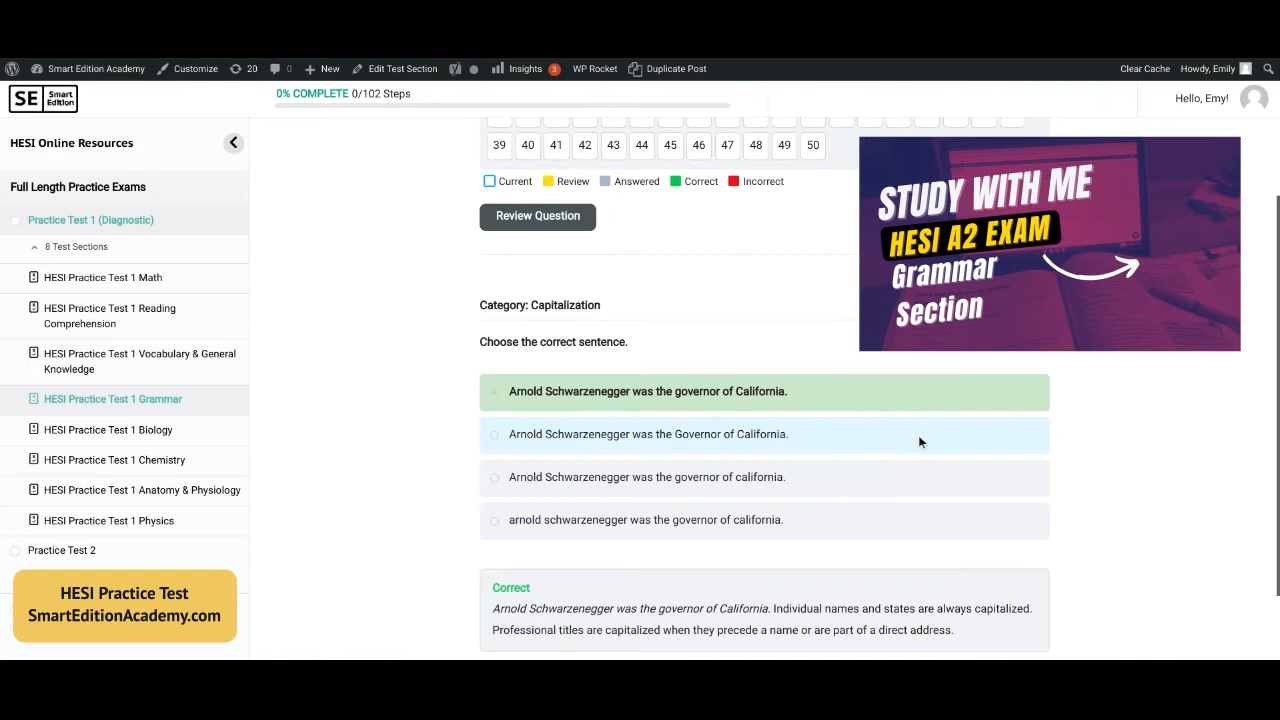 Smart Edition Academy Customize 20 0 New Edit Test Section Insights 3 WP Rocket Duplicate Post Clear Cache Howdy, Emily
SE Smart Edition
0% COMPLETE 0/102 Steps
Hello, Emy!
HESI Online Resources
Full Length Practice Exams
Practice Test 1 (Diagnostic)
8 Test Sections
HESI Practice Test 1 Math
HESI Practice Test 1 Reading
Comprehension
HESI Practice Test 1 Vocabulary & General
Knowledge
HESI Practice Test 1 Grammar
HESI Practice Test 1 Biology
HESI Practice Test 1 Chemistry
HESI Practice Test 1 Anatomy & Physiology
HESI Practice Test 1 Physics
Practice Test 2
HESI Practice Test
SmartEditionAcademy.com
39 40 41 42 43 44 45 46 47 48 49 50
Current Review Answered Correct Incorrect
Review Question
Category: Capitalization
Choose the correct sentence.
Arnold Schwarzenegger was the governor of California.
Arnold Schwarzenegger was the Governor of California.
Arnold Schwarzenegger was the governor of california.
arnold schwarzenegger was the governor of california.
Correct
Arnold Schwarzenegger was the governor of California. Individual names and states are always capitalized.
Professional titles are capitalized when they precede a name or are part of a direct address.
STUDY WITH ME
HESI A2 EXAM
Grammar
Section